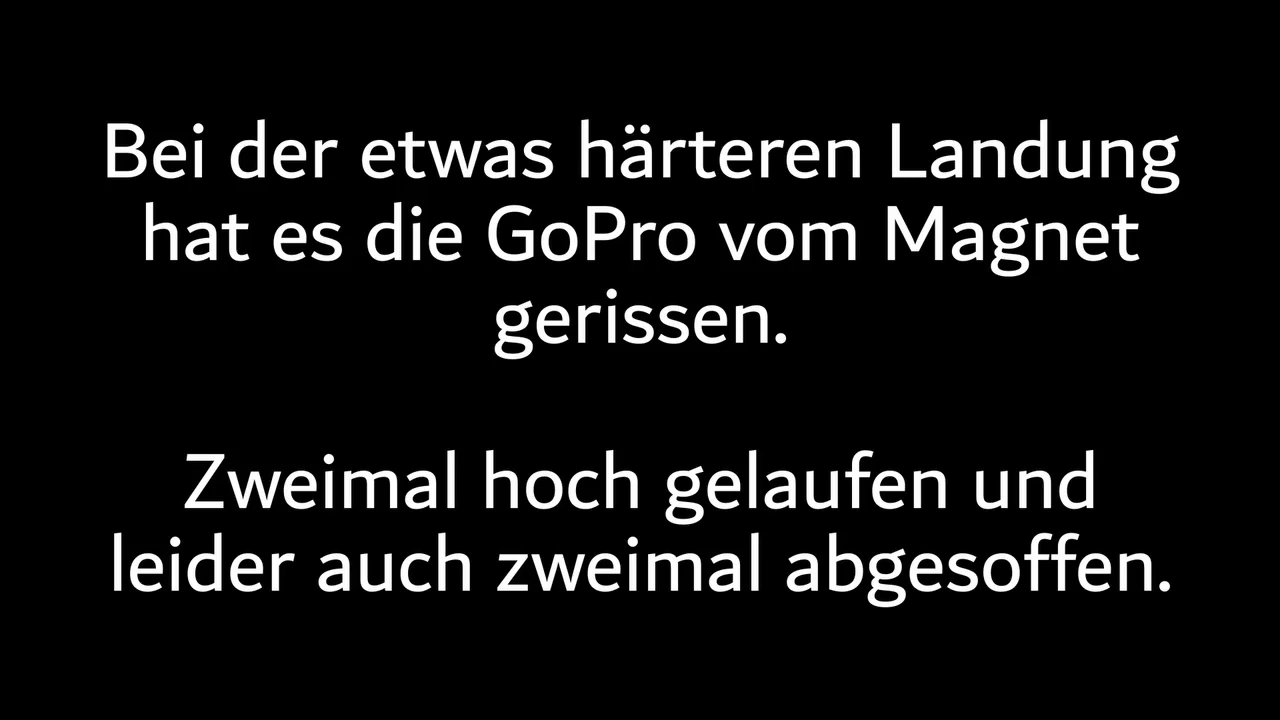 Bei der etwas härteren Landung
hat es die GoPro vom Magnet
gerissen.
Zweimal hoch gelaufen und
leider auch zweimal abgesoffen.